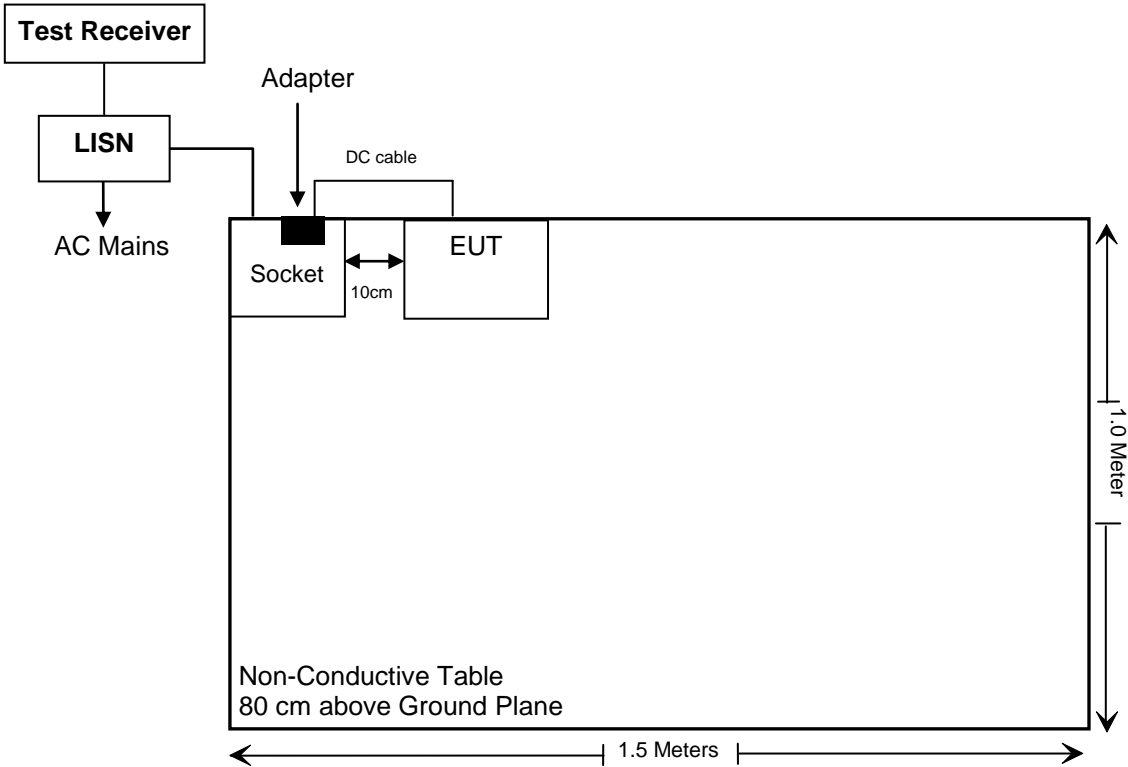 Test Receiver
Adapter
LISN
DC cable
AC Mains
EUT
Socket
10cm
1.0 Meter
Non-Conductive Table
80 cm above Ground Plane
1.5 Meters